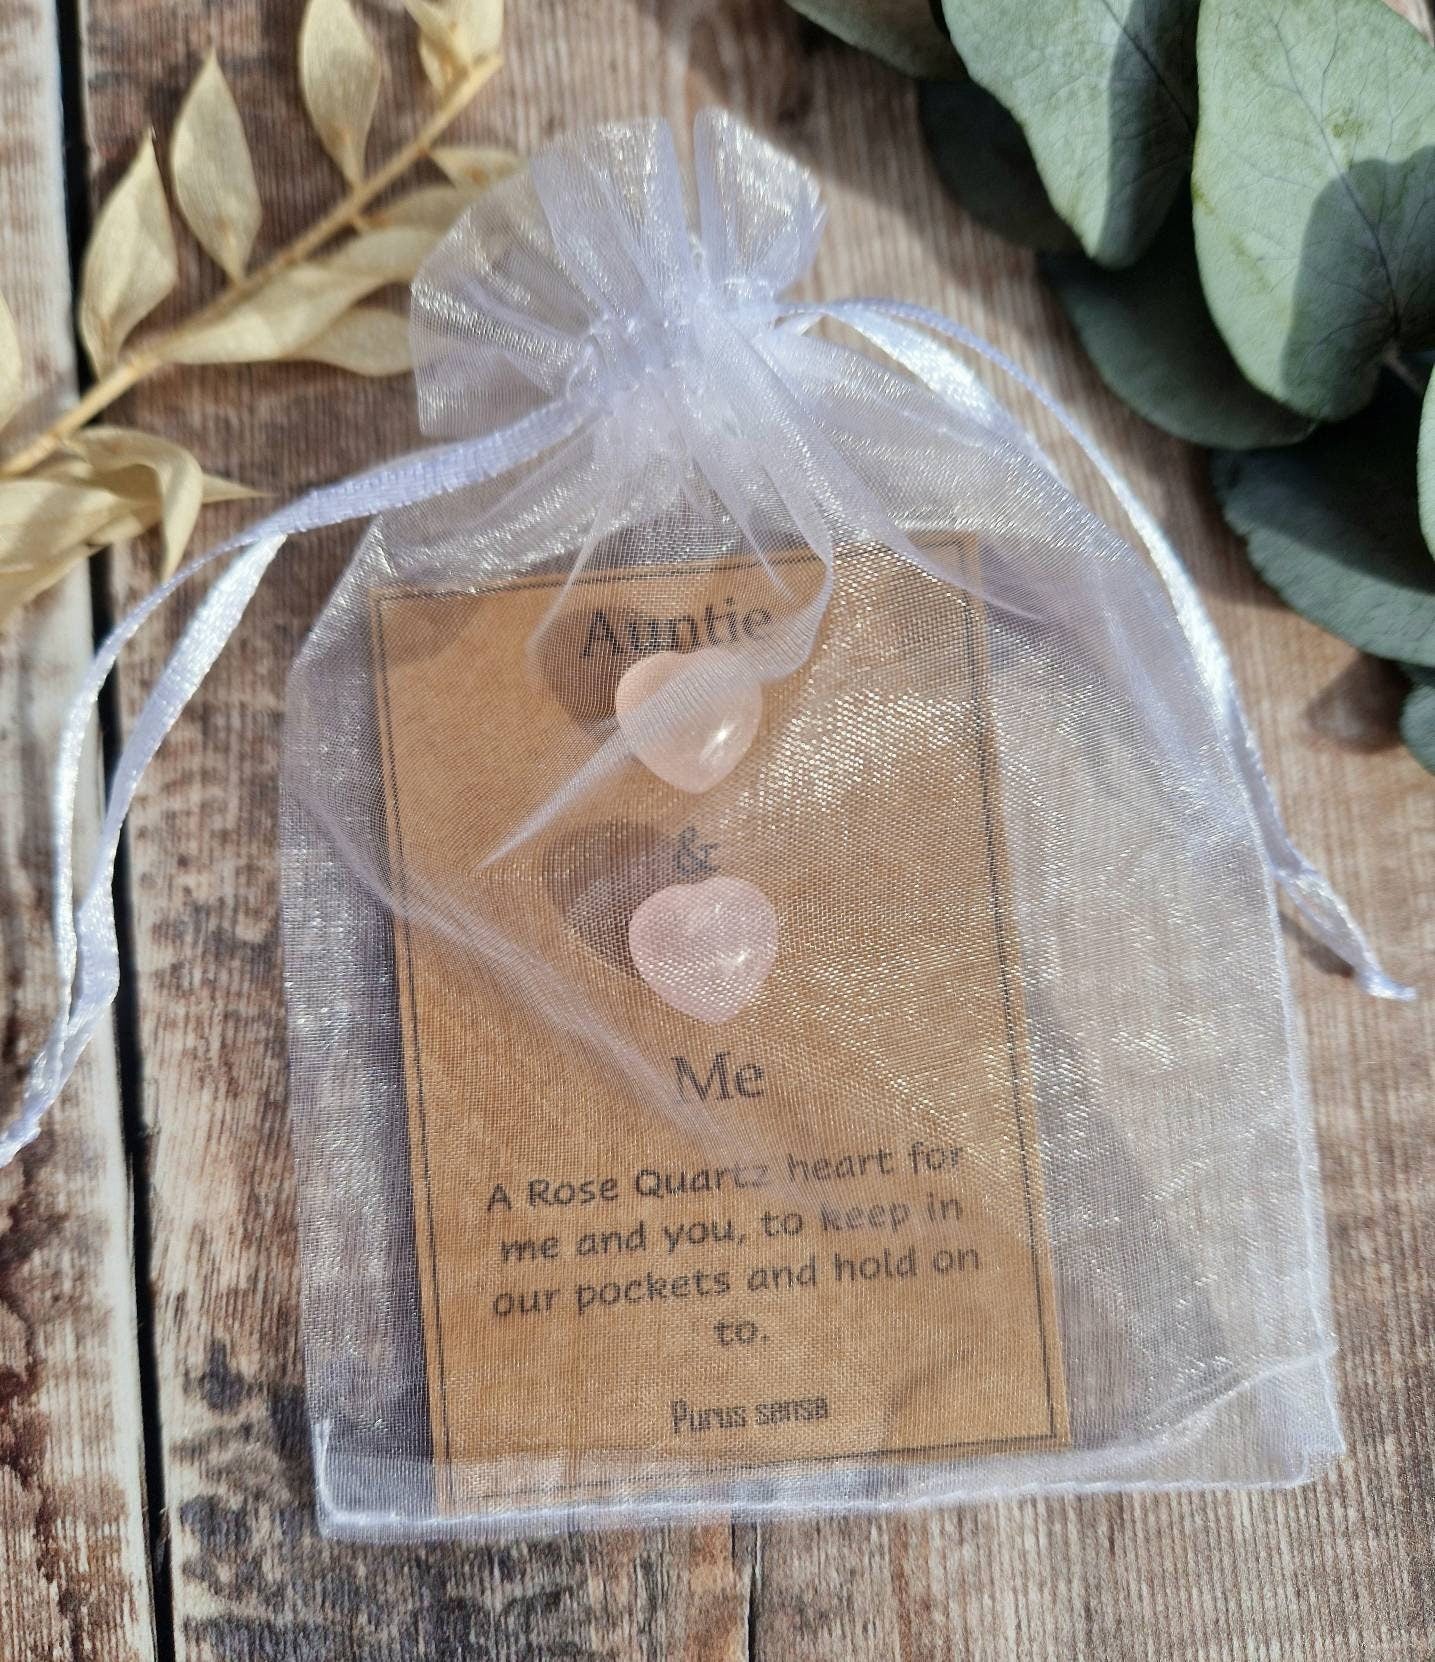 Auntie
&
Me
A Rose Quartz heart for
me and you, to keep in
our pockets and hold on
to.
Purus sensa